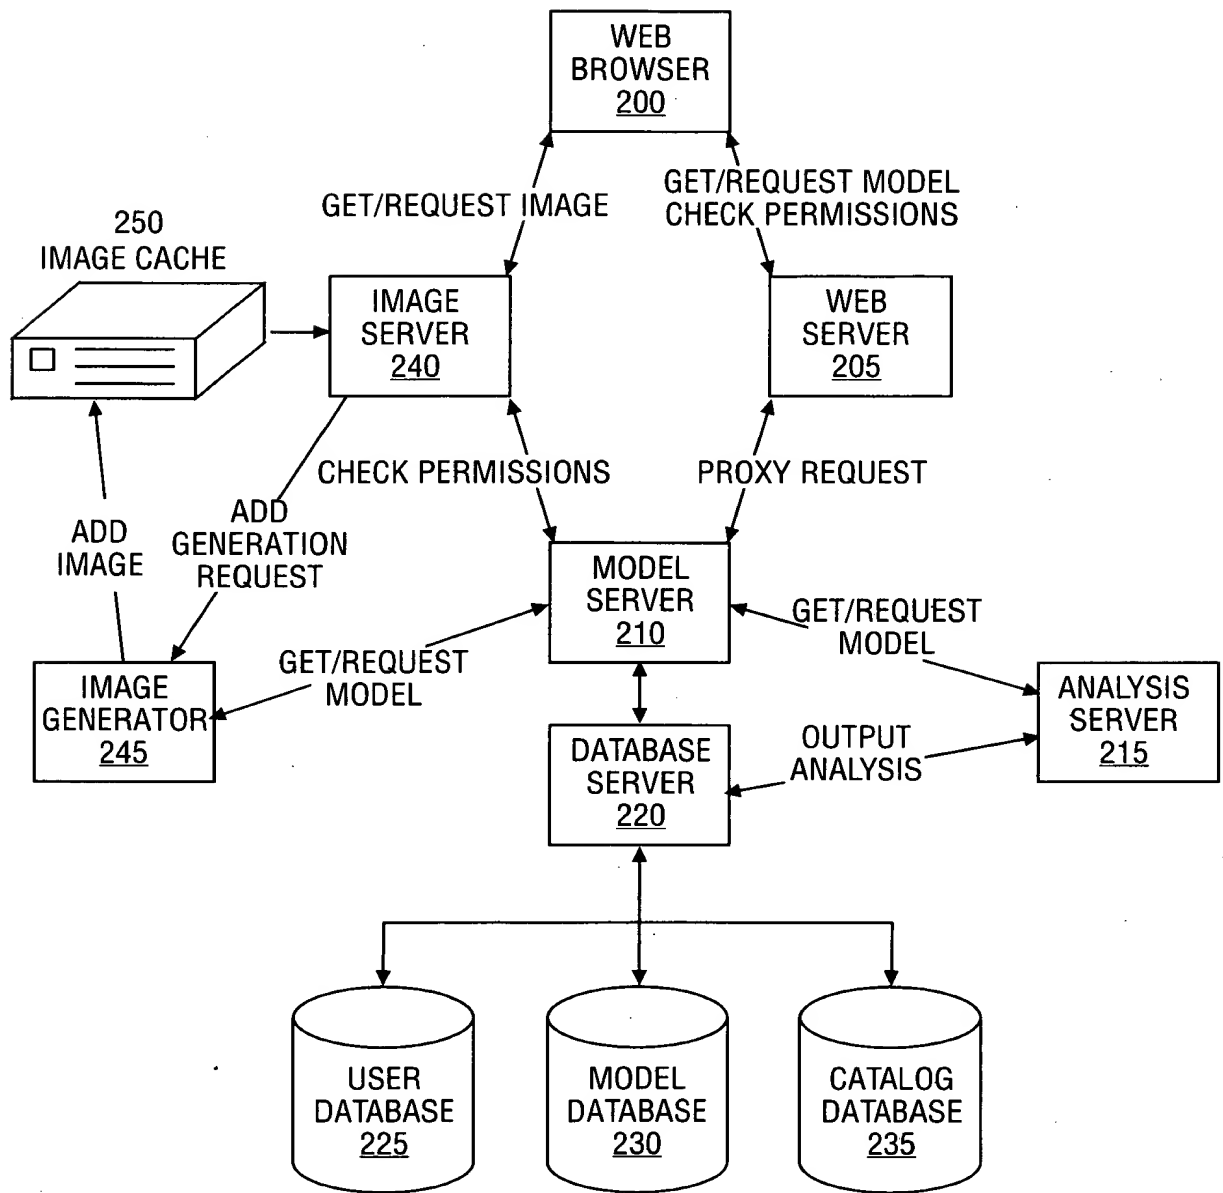 WEB
BROWSER
200
GET/REQUEST IMAGE
GET/REQUEST MODEL
CHECK PERMISSIONS
250
IMAGE CACHE
IMAGE
SERVER
240
WEB
SERVER
205
CHECK PERMISSIONS
PROXY REQUEST
ADD
IMAGE
ADD
GENERATION
REQUEST
MODEL
SERVER
210
GET/REQUEST
MODEL
GET/REQUEST
MODEL
IMAGE
GENERATOR
245
ANALYSIS
SERVER
215
DATABASE
SERVER
220
OUTPUT
ANALYSIS
USER
DATABASE
225
MODEL
DATABASE
230
CATALOG
DATABASE
235